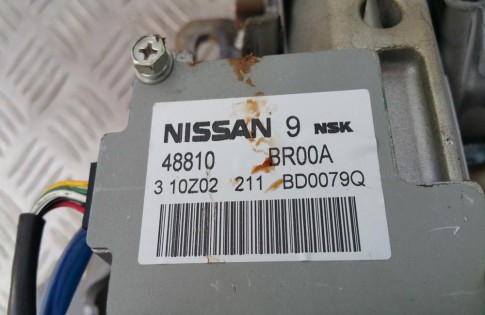 NISSAN 9 NSK
48810 BR00A
3 10Z02 211 BD0079Q